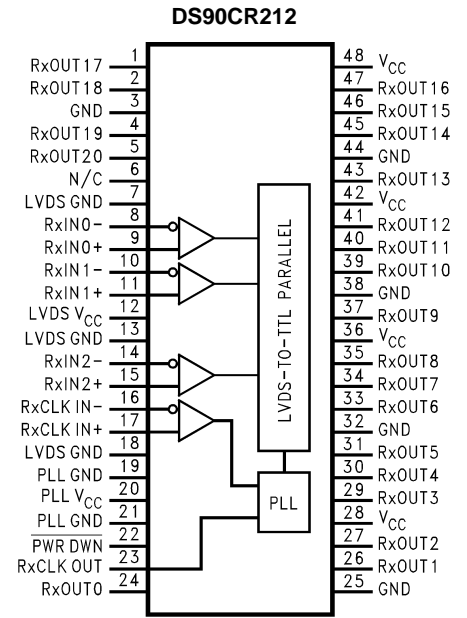 DS90CR212
RxOUT17 1
RxOUT18 2
GND 3
RxOUT19 4
RxOUT20 5
N/C 6
LVDS GND 7
RxIN0- 8
RxIN0+ 9
RxIN1- 10
RxIN1+ 11
LVDS VCC 12
LVDS GND 13
RxIN2- 14
RxIN2+ 15
RxCLK IN- 16
RxCLK IN+ 17
LVDS GND 18
PLL GND 19
PLL VCC 20
PLL GND 21
PWR DWN 22
RxCLK OUT 23
RxOUT0 24
LVDS-TO-TTL PARALLEL
PLL
48 VCC
47 RxOUT16
46 RxOUT15
45 RxOUT14
44 GND
43 RxOUT13
42 VCC
41 RxOUT12
40 RxOUT11
39 RxOUT10
38 GND
37 RxOUT9
36 VCC
35 RxOUT8
34 RxOUT7
33 RxOUT6
32 GND
31 RxOUT5
30 RxOUT4
29 RxOUT3
28 VCC
27 RxOUT2
26 RxOUT1
25 GND